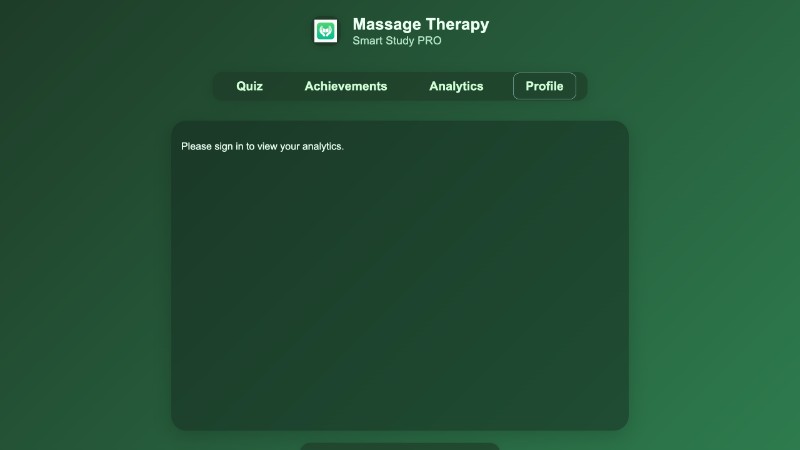 Massage Therapy
Smart Study PRO
Quiz Achievements Analytics Profile
Please sign in to view your analytics.